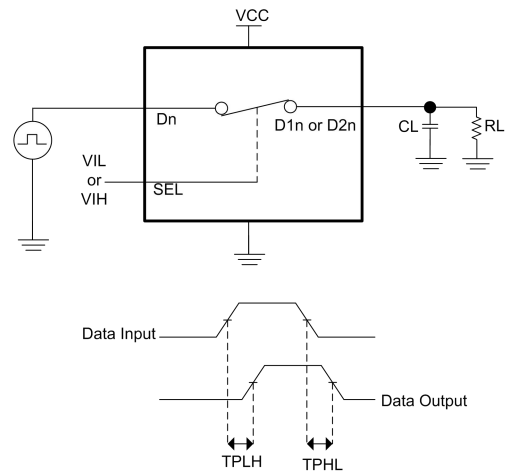 VCC
Dn
D1n or D2n
CL
RL
VIL
or
VIH
SEL
Data Input
Data Output
TPLH
TPHL